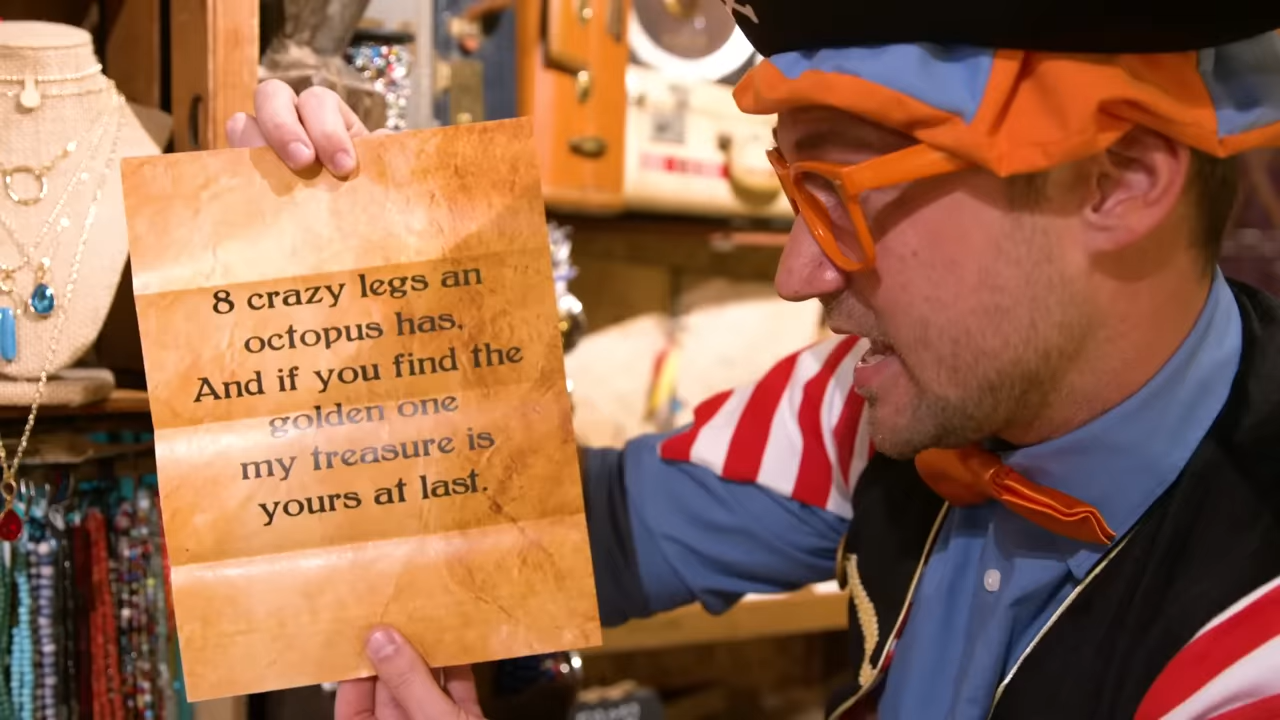 8 crazy legs an
octopus has,
And if you find the
golden one
my treasure is
yours at last.